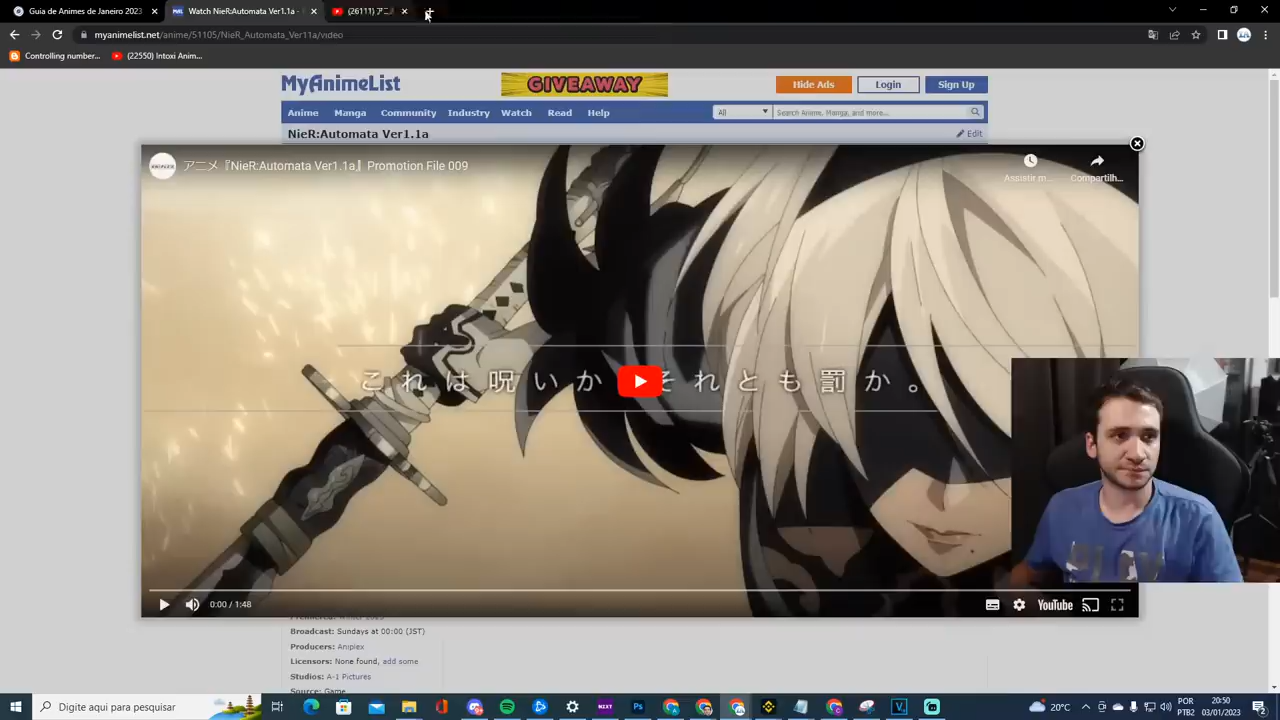 Guia de Animes de Janeiro 2023
Watch NieR:Automata Ver1.1a -
(26111) アニ
myanimelist.net/anime/51105/NieR_Automata_Ver11a/video
Controlling number...
(22550) Intoxi Anim...
MyAnimeList
GIVEAWAY
Hide Ads
Login
Sign Up
Anime
Manga
Community
Industry
Watch
Read
Help
All
Search Anime, Manga, and more...
NieR:Automata Ver1.1a
Edit
アニメ『NieR:Automata Ver1.1a』Promotion File 009
Assistir m...
Compartilh...
これは呪いか それとも罰か。
0:00 / 1:48
YouTube
Premiered: Winter 2023
Broadcast: Sundays at 00:00 (JST)
Producers: Aniplex
Licensors: None found, add some
Studios: A-1 Pictures
Source: Game
Digite aqui para pesquisar
NEXT
Ps
20°C
POR
PTB2
20:50
03/01/2023